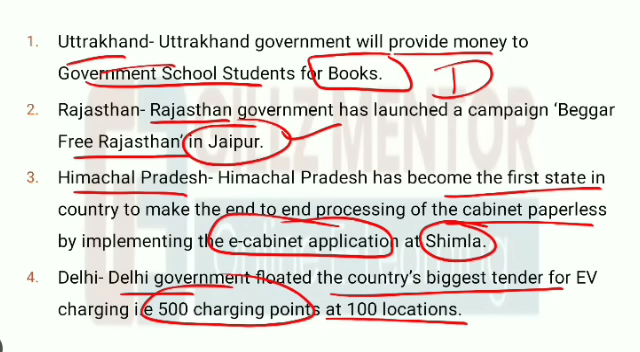 1. Uttrakhand- Uttrakhand government will provide money to
Government School Students for Books.
D
2. Rajasthan- Rajasthan government has launched a campaign ‘Beggar
Free Rajasthan’ in Jaipur.
3. Himachal Pradesh- Himachal Pradesh has become the first state in
country to make the end to end processing of the cabinet paperless
by implementing the e-cabinet application at Shimla.
4. Delhi- Delhi government floated the country’s biggest tender for EV
charging i.e 500 charging points at 100 locations.
MENTOR